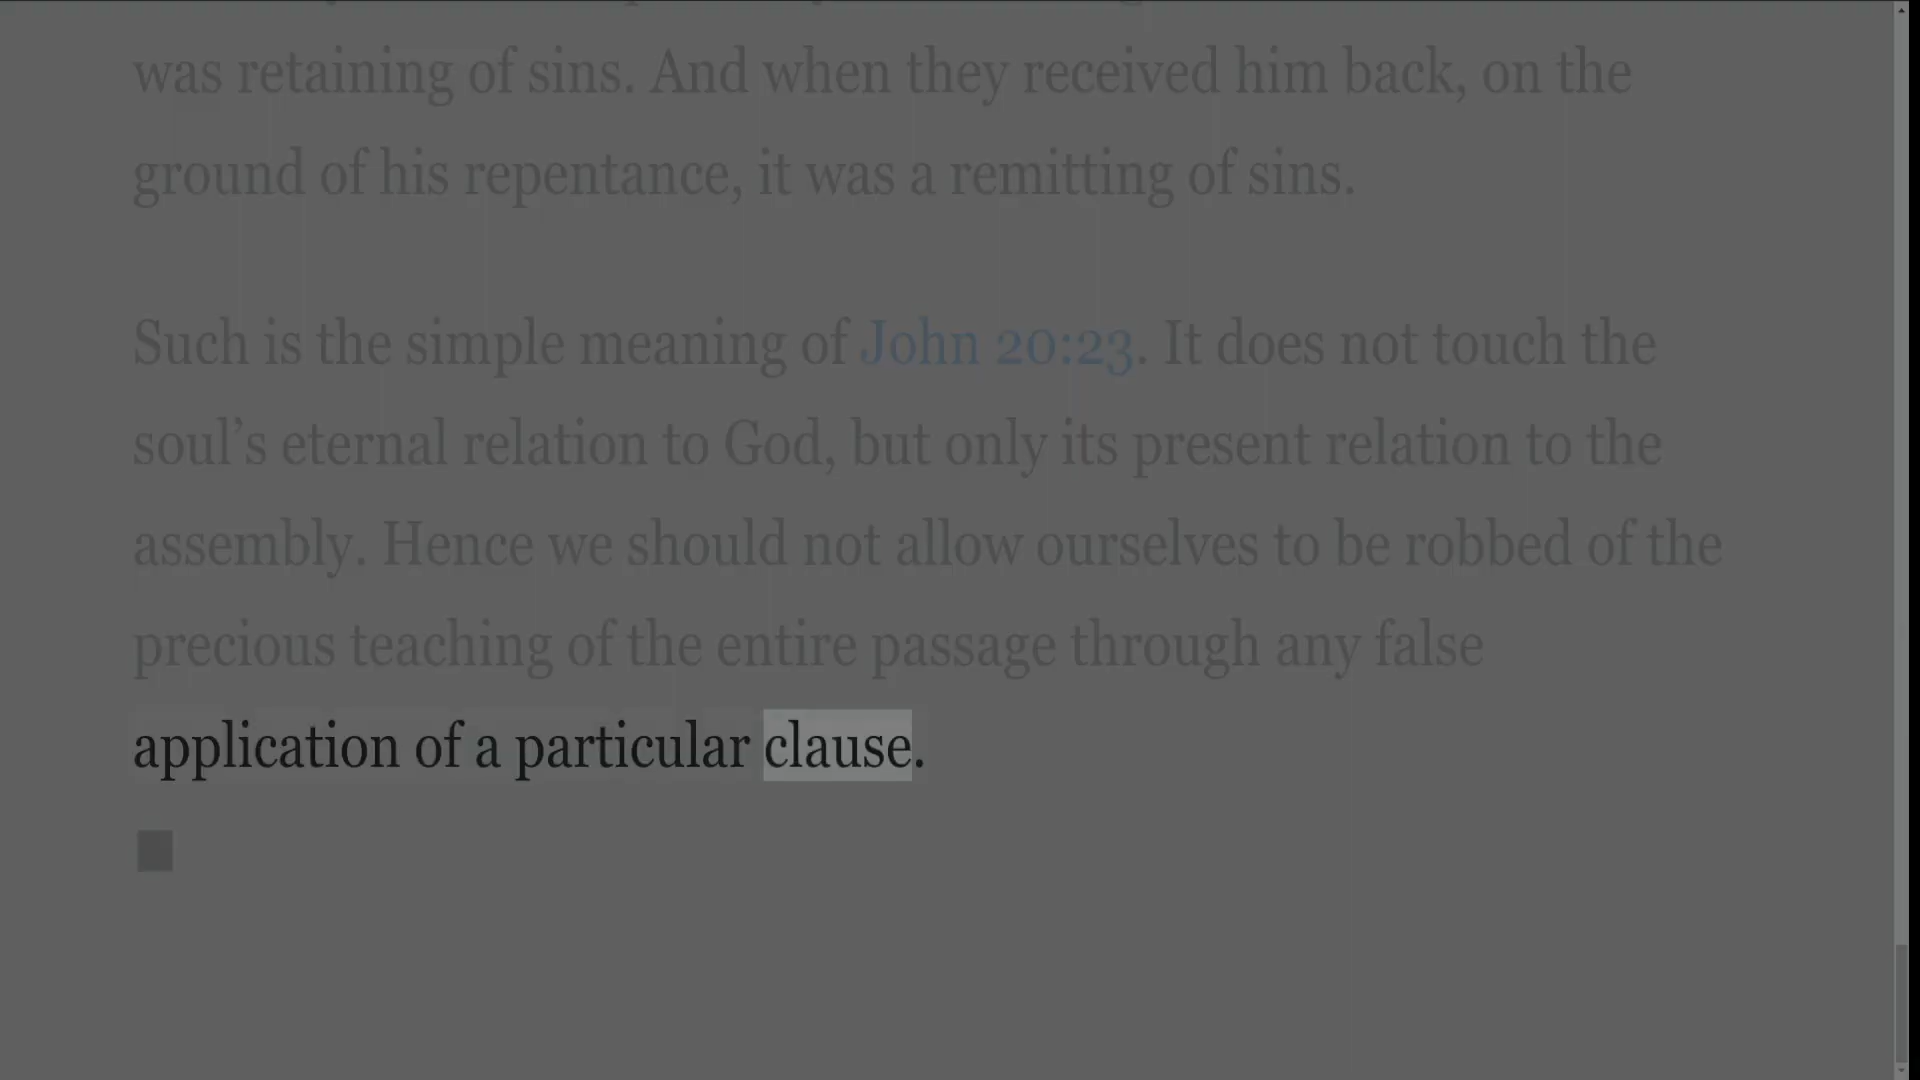 was retaining of sins. And when they received him back, on the
ground of his repentance, it was a remitting of sins.
Such is the simple meaning of John 20:23. It does not touch the
soul’s eternal relation to God, but only its present relation to the
assembly. Hence we should not allow ourselves to be robbed of the
precious teaching of the entire passage through any false
application of a particular clause.